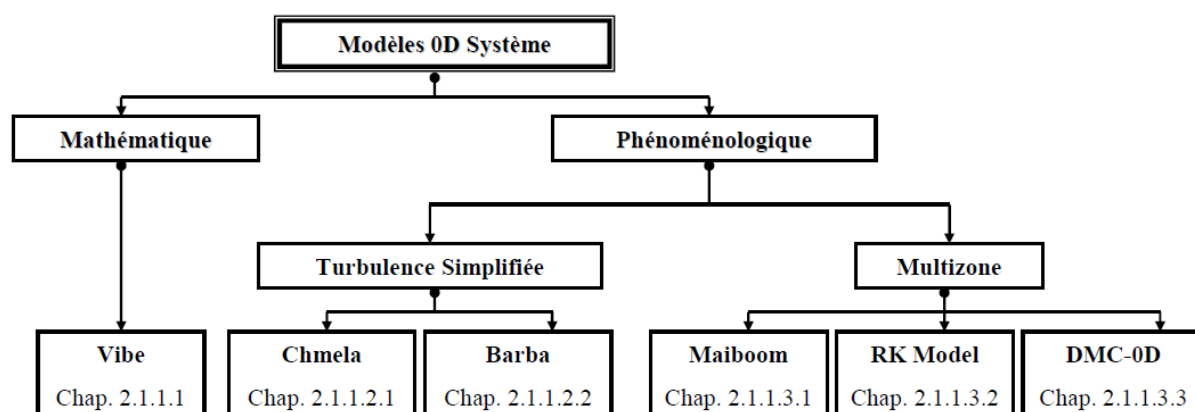 Modèles 0D Système
Mathématique
Phénoménologique
Turbulence Simplifiée
Multizone
Vibe
Chap. 2.1.1.1
Chmela
Chap. 2.1.1.2.1
Barba
Chap. 2.1.1.2.2
Maiboom
Chap. 2.1.1.3.1
RK Model
Chap. 2.1.1.3.2
DMC-0D
Chap. 2.1.1.3.3